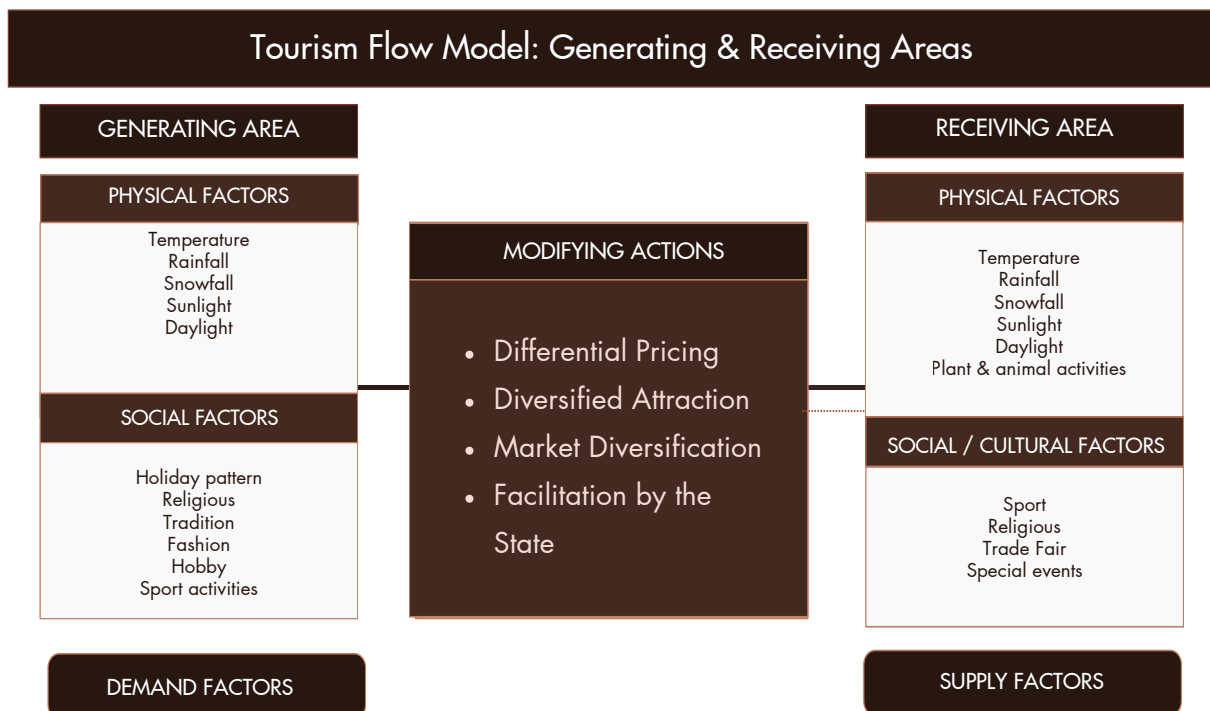 Tourism Flow Model: Generating & Receiving Areas
GENERATING AREA
PHYSICAL FACTORS
Temperature
Rainfall
Snowfall
Sunlight
Daylight
SOCIAL FACTORS
Holiday pattern
Religious
Tradition
Fashion
Hobby
Sport activities
DEMAND FACTORS
MODIFYING ACTIONS
• Differential Pricing
• Diversified Attraction
• Market Diversification
• Facilitation by the
State
RECEIVING AREA
PHYSICAL FACTORS
Temperature
Rainfall
Snowfall
Sunlight
Daylight
Plant & animal activities
SOCIAL / CULTURAL FACTORS
Sport
Religious
Trade Fair
Special events
SUPPLY FACTORS